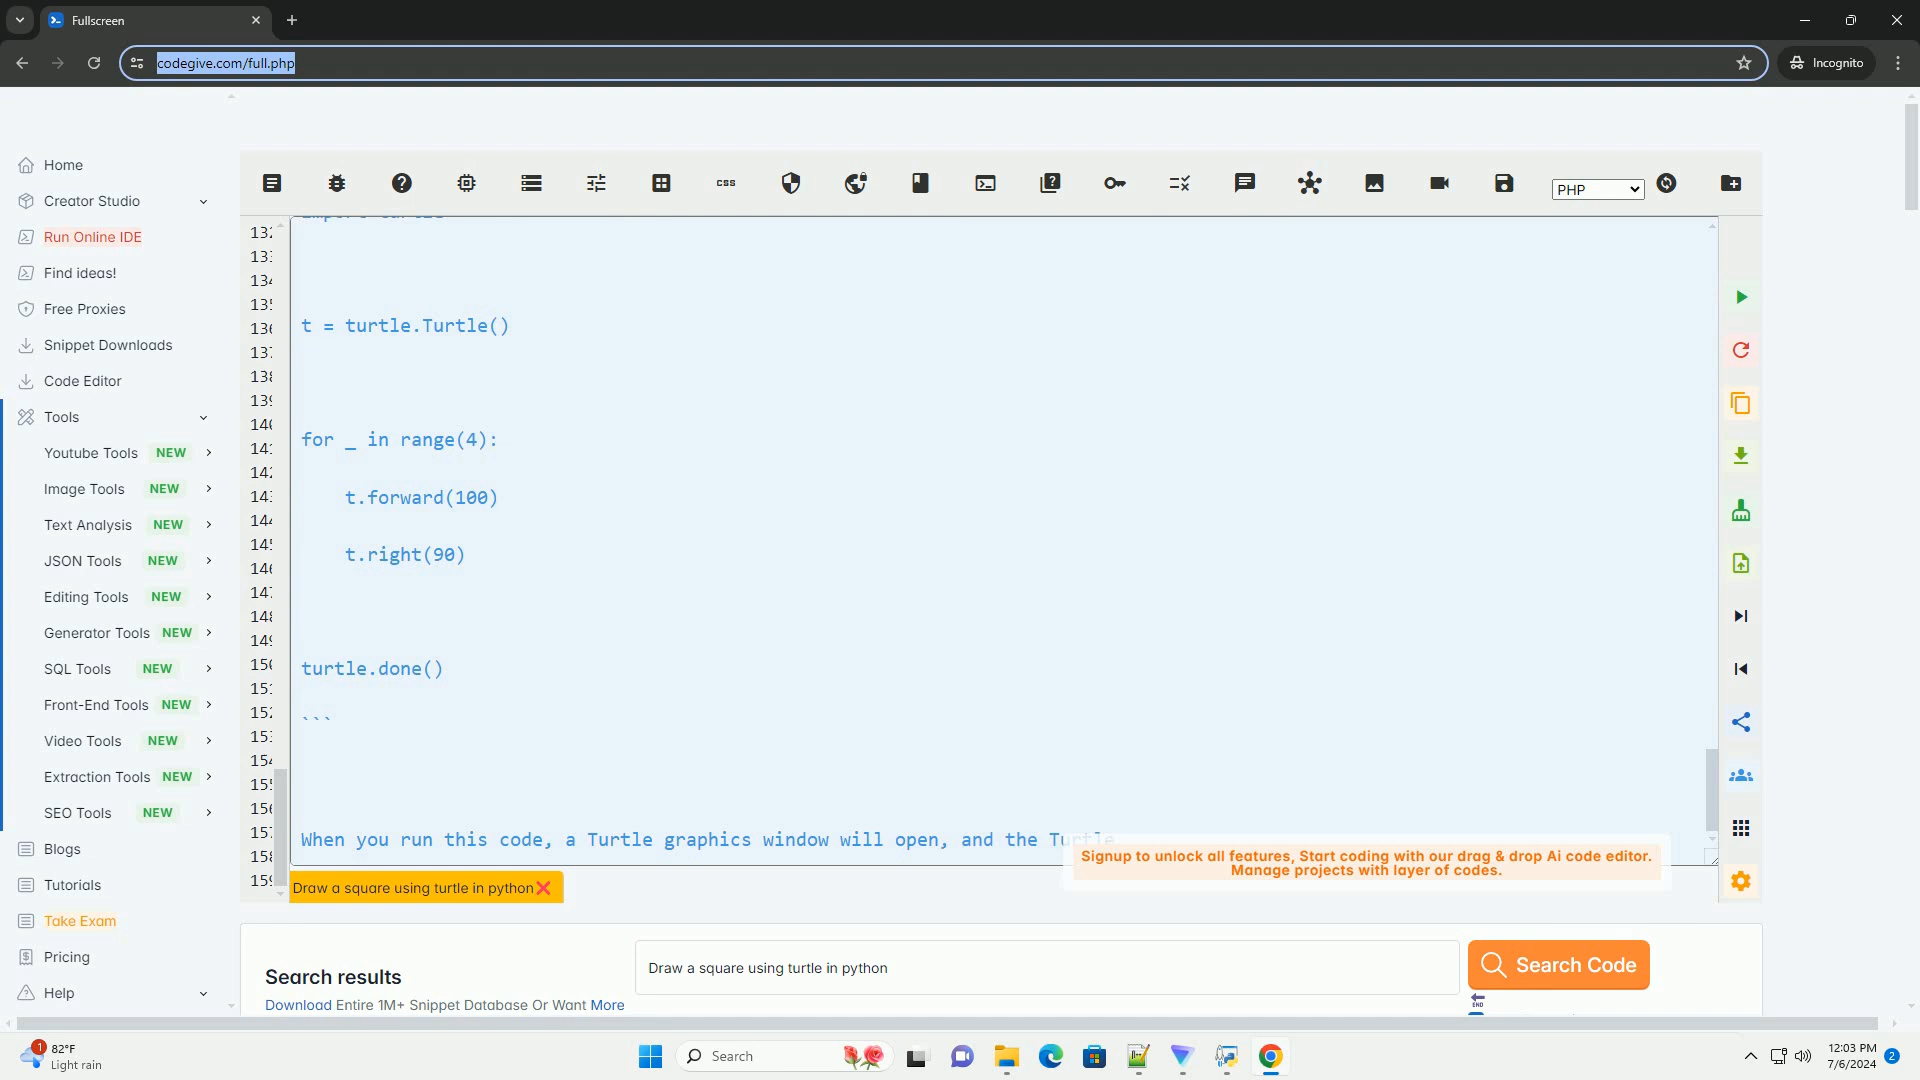 Fullscreen
codegive.com/full.php
Incognito
Home
Creator Studio
Run Online IDE
Find ideas!
Free Proxies
Snippet Downloads
Code Editor
Tools
Youtube Tools NEW
Image Tools NEW
Text Analysis NEW
JSON Tools NEW
Editing Tools NEW
Generator Tools NEW
SQL Tools NEW
Front-End Tools NEW
Video Tools NEW
Extraction Tools NEW
SEO Tools NEW
Blogs
Tutorials
Take Exam
Pricing
Help
css
PHP
t = turtle.Turtle()
for _ in range(4):
t.forward(100)
t.right(90)
turtle.done()
```
When you run this code, a Turtle graphics window will open, and the Turtle
Signup to unlock all features, Start coding with our drag & drop Ai code editor.
Manage projects with layer of codes.
Draw a square using turtle in python
Search results
Draw a square using turtle in python
Search Code
Download Entire 1M+ Snippet Database Or Want More
END
1
82°F
Light rain
Search
12:03 PM
7/6/2024
2